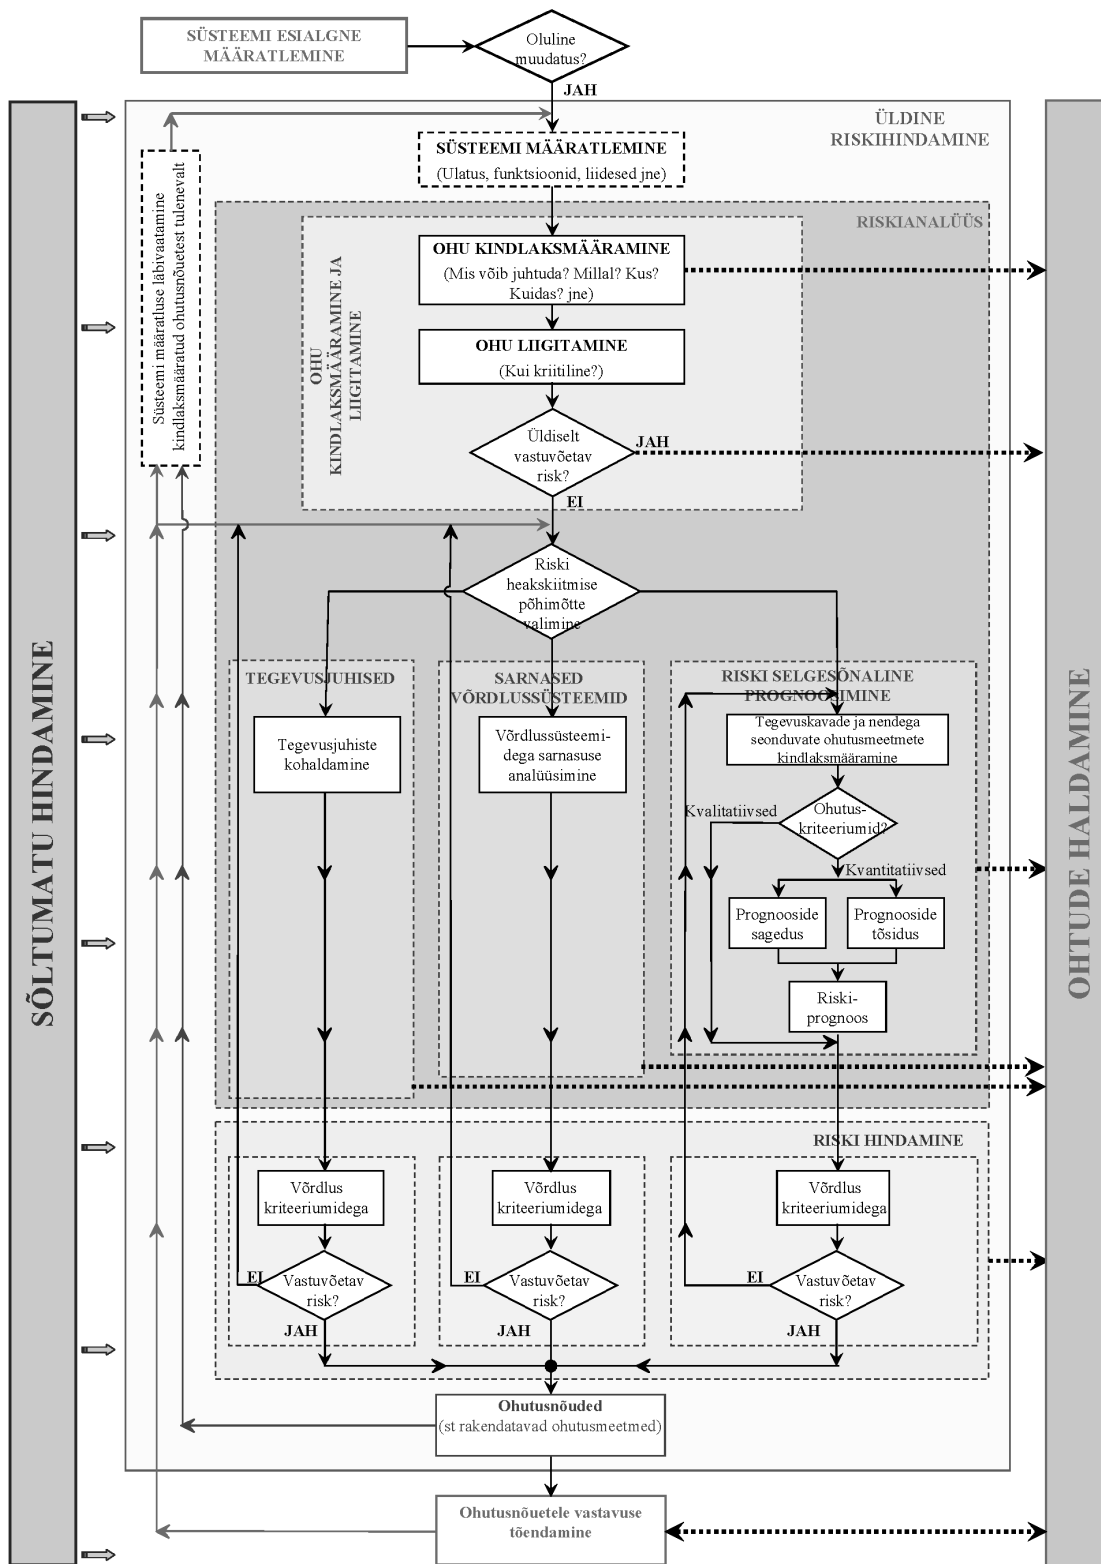 SÜSTEEMI ESIALGNE
MÄÄRATLEMINE
Oluline
muudatus?
JAH
ÜLDINE
RISKIHINDAMINE
SÜSTEEMI MÄÄRATLEMINE
(Ulatus, funktsioonid, liidesed jne)
Süsteemi määratluse läbivaatamine
kindlaksmääratud ohutusnõuetest tulenevalt
RISKIANALÜÜS
OHU
KINDLAKSMÄÄRAMINE JA
LIIGITAMINE
OHU KINDLAKSMÄÄRAMINE
(Mis võib juhtuda? Millal? Kus?
Kuidas? jne)
OHU LIIGITAMINE
(Kui kriitiline?)
Üldiselt
vastuvõetav
risk?
JAH
EI
Riski
heakskiitmise
põhimõtte
valimine
SÕLTUMATU HINDAMINE
OHTUDE HALDAMINE
TEGEVUSJUHISED
SARNASED
VÕRDLUSSÜSTEEMID
RISKI SELGESÕNALINE
PROGNOOSIMINE
Tegevusjuhiste
kohaldamine
Võrdlussüsteemi-
dega sarnasuse
analüüsimine
Tegevuskavade ja nendega
seonduvate ohutusmeetmete
kindlaksmääramine
Kvalitatiivsed
Ohutus-
kriteeriumid?
Kvantitatiivsed
Prognooside
sagedus
Prognooside
tõsidus
Riski-
prognoos
RISKI HINDAMINE
Võrdlus
kriteeriumidega
Võrdlus
kriteeriumidega
Võrdlus
kriteeriumidega
EI
Vastuvõetav
risk?
EI
Vastuvõetav
risk?
EI
Vastuvõetav
risk?
JAH
JAH
JAH
Ohutusnõuded
(st rakendatavad ohutusmeetmed)
Ohutusnõuetele vastavuse
tõendamine